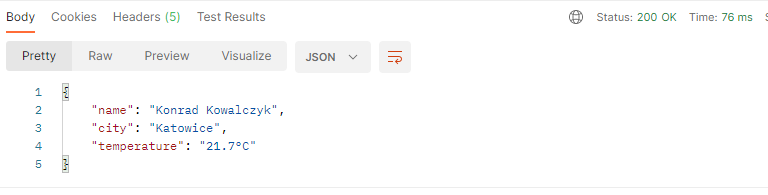 Body Cookies Headers (5) Test Results Status: 200 OK Time: 76 ms
Pretty Raw Preview Visualize JSON
1 {
2 "name": "Konrad Kowalczyk",
3 "city": "Katowice",
4 "temperature": "21.7°C"
5 }